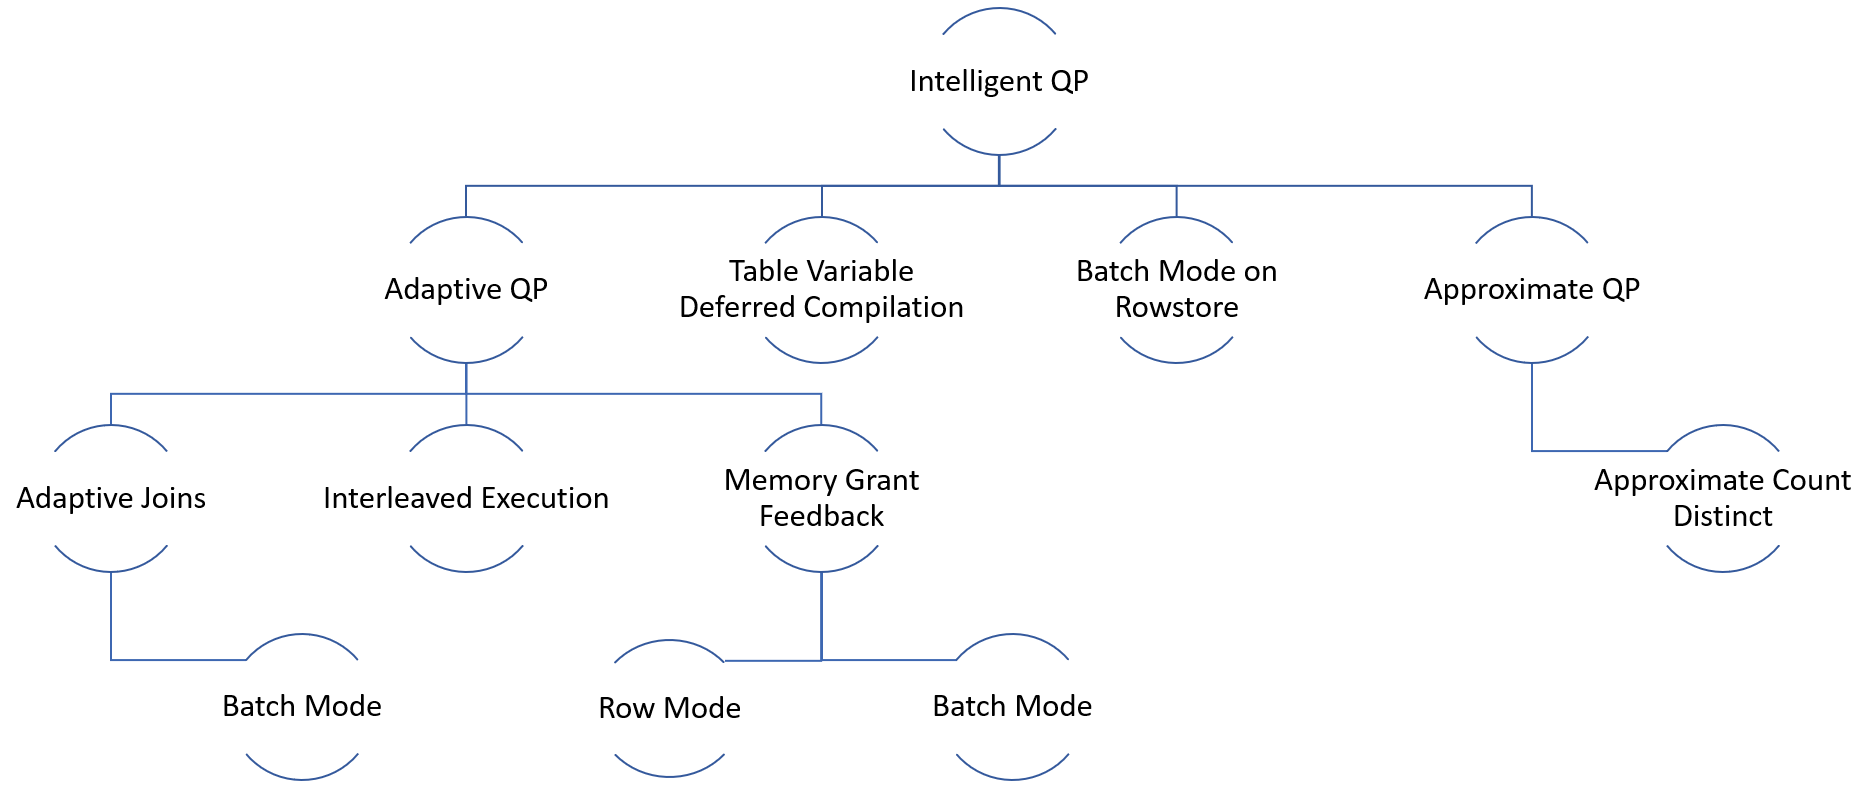 Intelligent QP
Adaptive QP
Table Variable
Deferred Compilation
Batch Mode on
Rowstore
Approximate QP
Adaptive Joins
Interleaved Execution
Memory Grant
Feedback
Approximate Count
Distinct
Batch Mode
Row Mode
Batch Mode